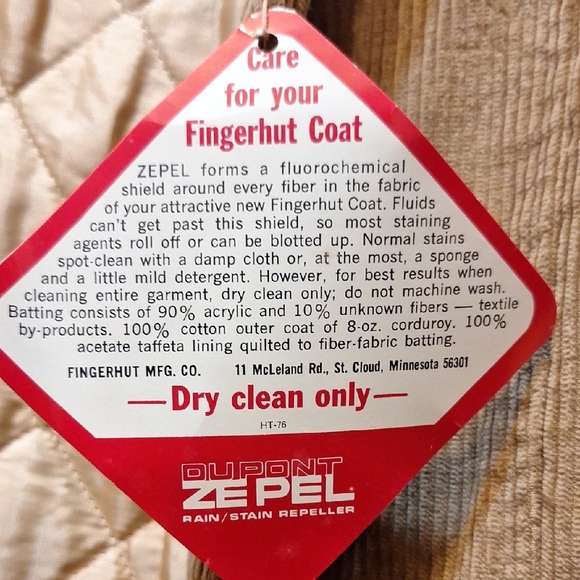 Care
for your
Fingerhut Coat
ZEPEL forms a fluorochemical
shield around every fiber in the fabric
of your attractive new Fingerhut Coat. Fluids
can't get past this shield, so most staining
agents roll off or can be blotted up. Normal stains
spot-clean with a damp cloth or, at the most, a sponge
and a little mild detergent. However, for best results when
cleaning entire garment, dry clean only; do not machine wash.
Batting consists of 90% acrylic and 10% unknown fibers — textile
by-products. 100% cotton outer coat of 8-oz. corduroy. 100%
acetate taffeta lining quilted to fiber-fabric batting.
FINGERHUT MFG. CO. 11 McLeland Rd., St. Cloud, Minnesota 56301
—Dry clean only—
HT-76
DUPONT
ZEPEL®
RAIN/STAIN REPELLER